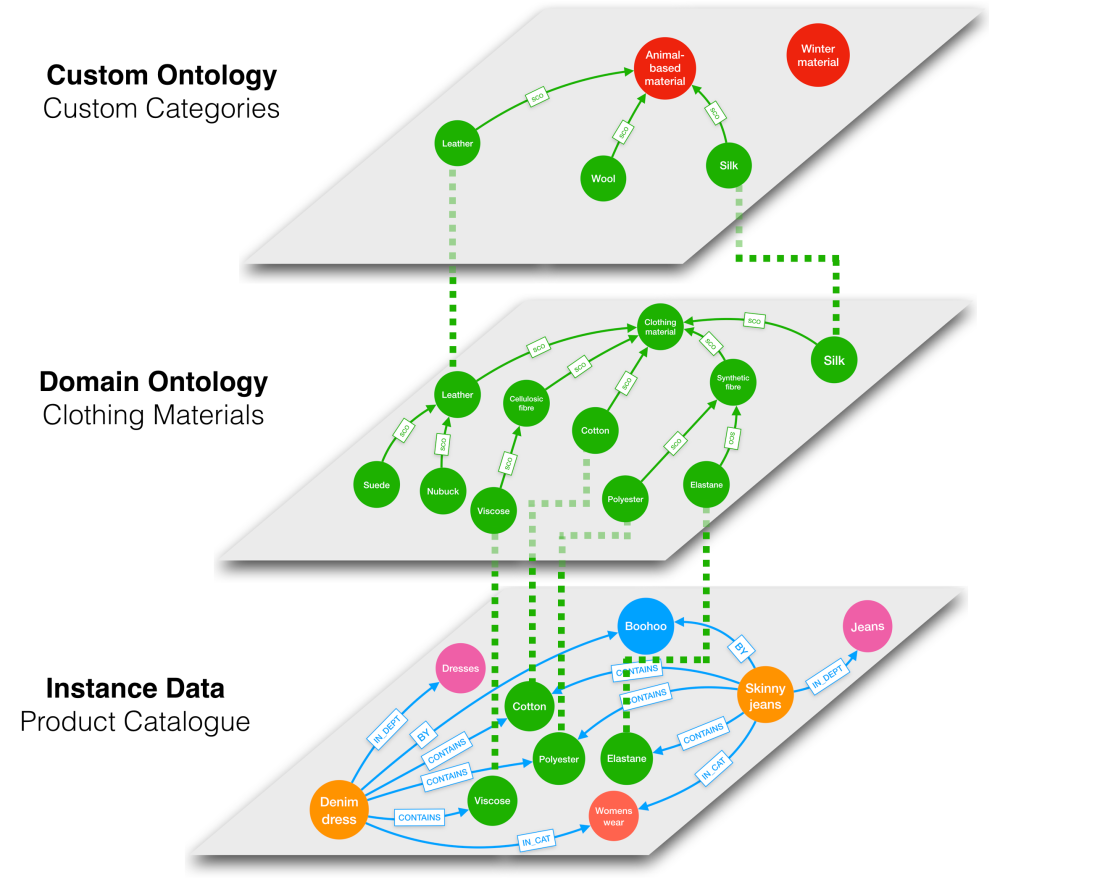 Custom Ontology
Custom Categories
Animal-
based
material
Winter
material
SCO
SCO
SCO
Leather
Wool
Silk
Domain Ontology
Clothing Materials
Clothing
material
SCO
SCO
SCO
SCO
SCO
Silk
Leather
Cellulosic
fibre
Synthetic
fibre
Cotton
SCO
SCO
SCO
SCO
SCO
Suede
Nubuck
Viscose
Polyester
Elastane
Instance Data
Product Catalogue
Boohoo
Jeans
Dresses
BY
CONTAINS
IN_DEPT
Skinny
jeans
CONTAINS
Cotton
IN_DEPT
BY
CONTAINS
CONTAINS
Polyester
Elastane
CONTAINS
IN_CAT
Denim
dress
CONTAINS
Viscose
Womens
wear
IN_CAT